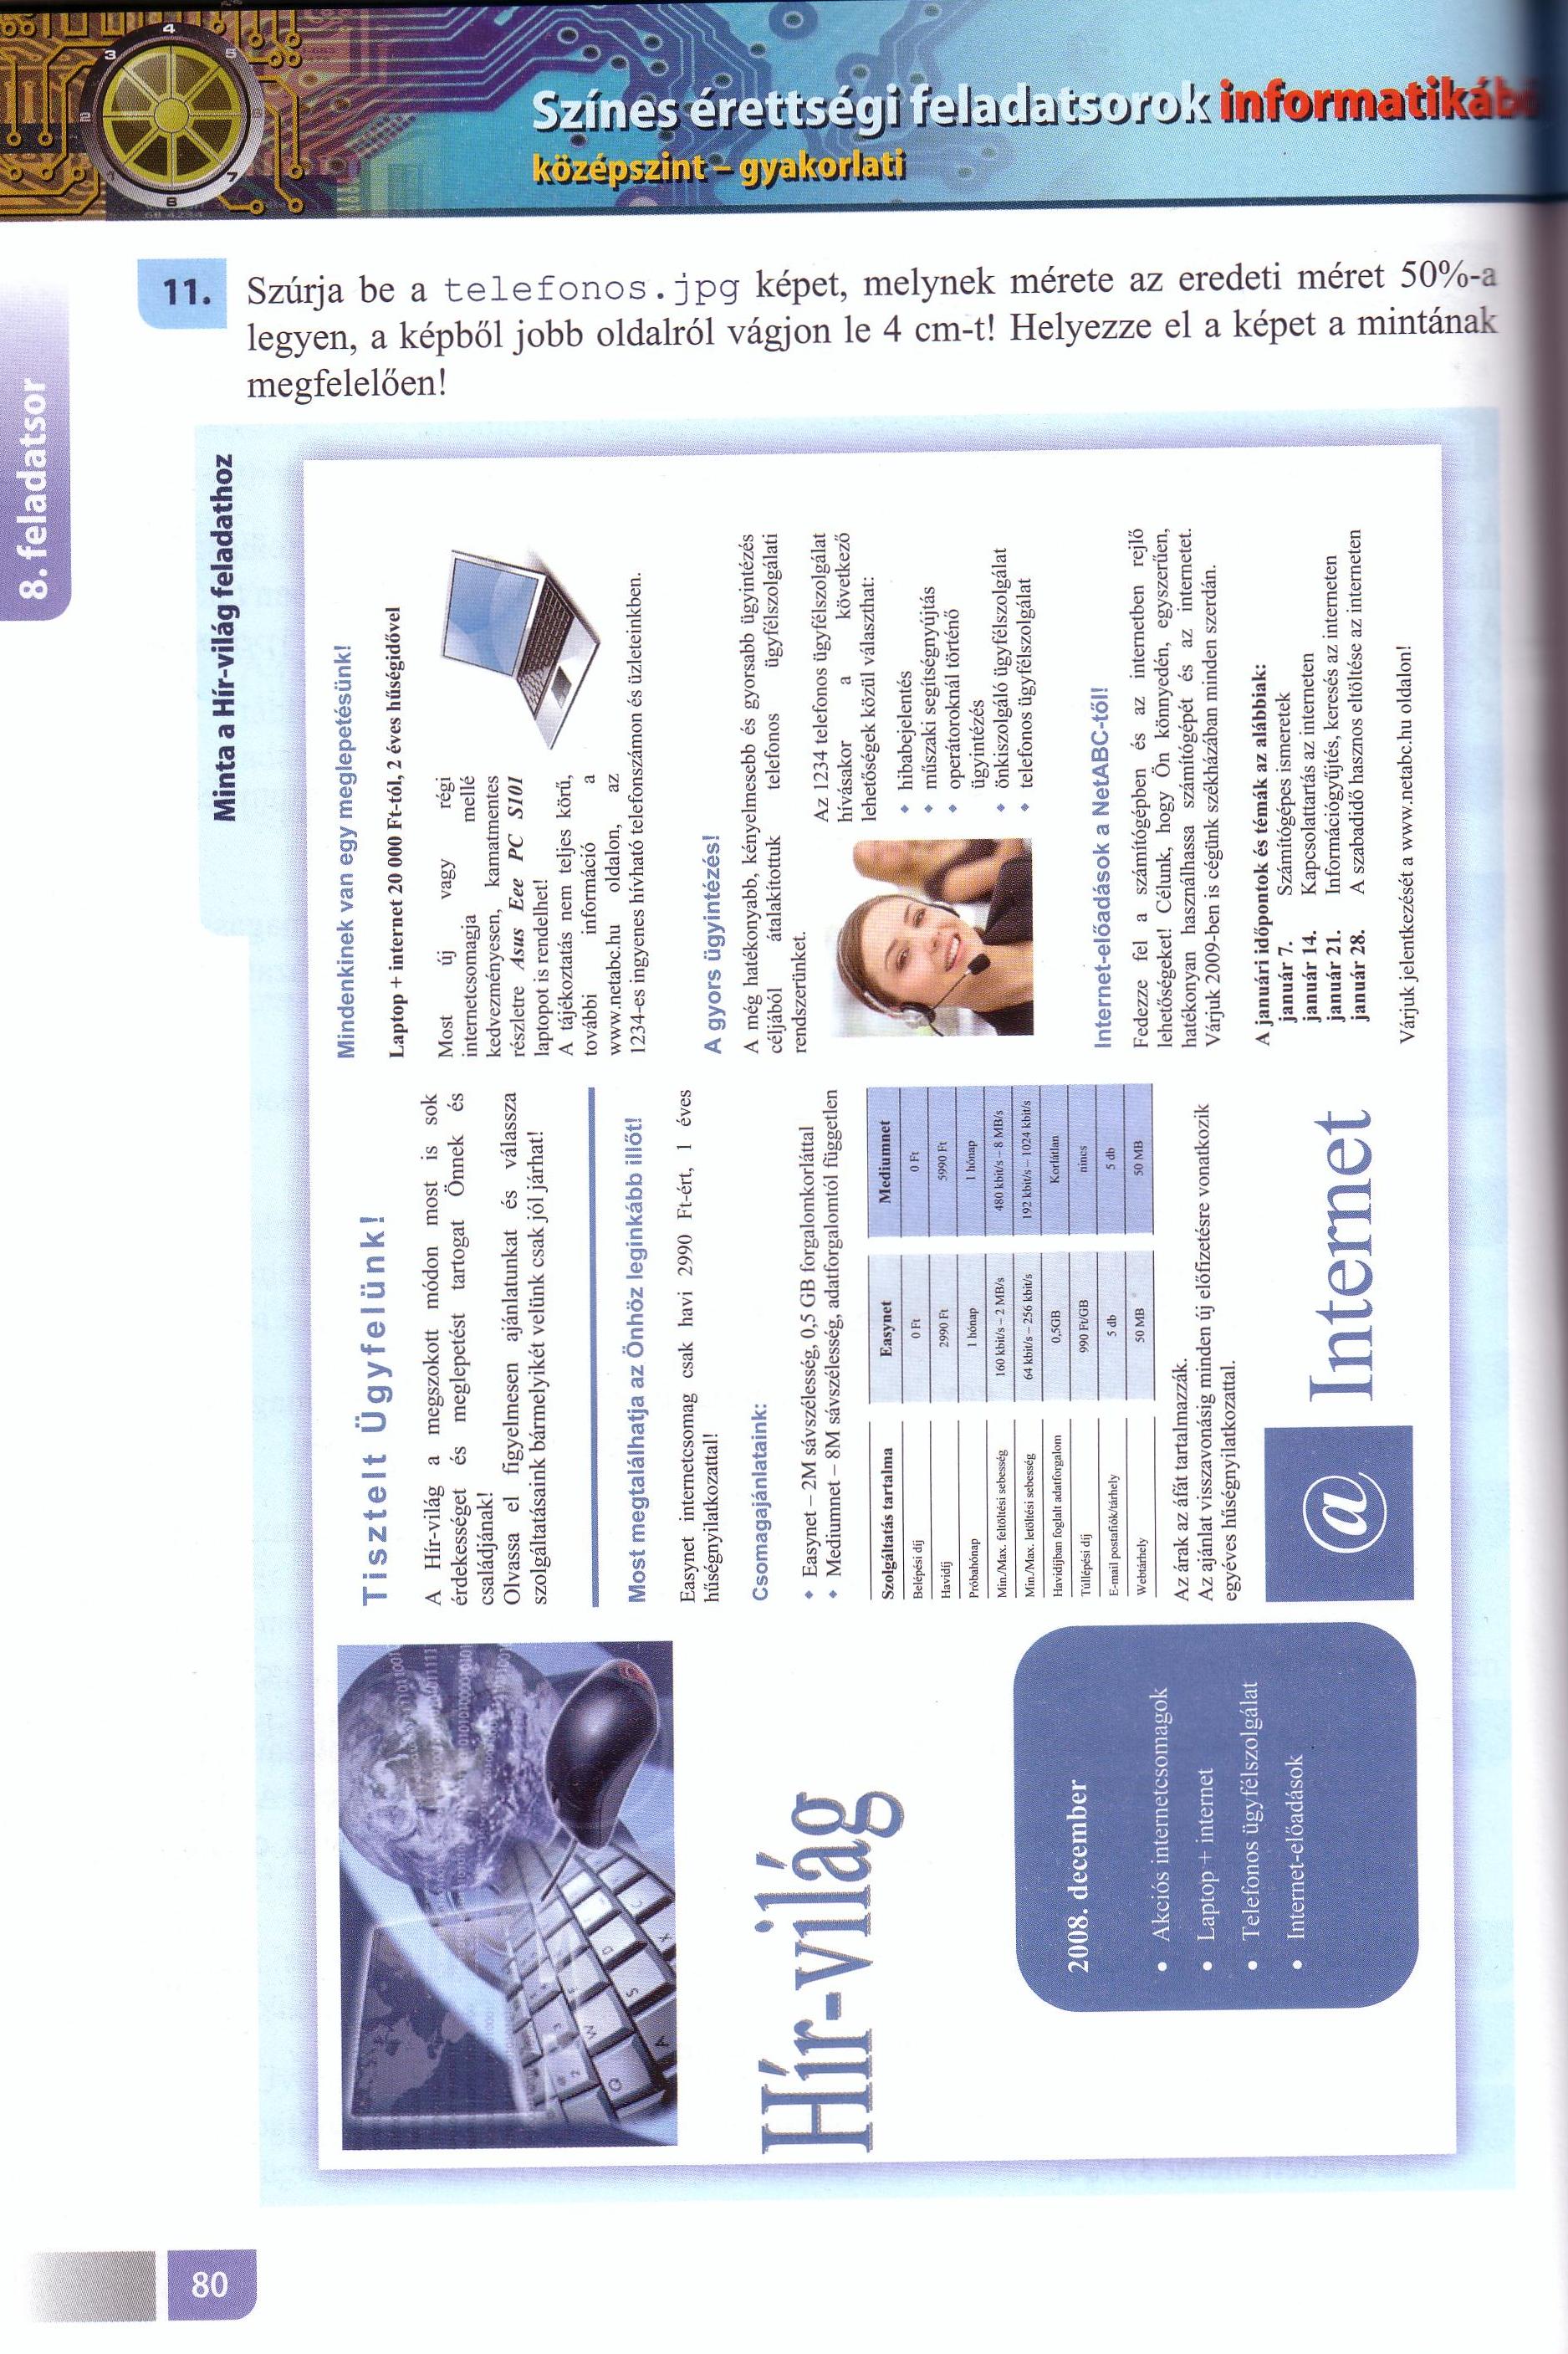 Színes érettségi feladatsorok informatikábó
középszint – gyakorlati
8. feladatsor
11.
Szúrja be a telefonos.jpg képet, melynek mérete az eredeti méret 50%-a
legyen, a képből jobb oldalról vágjon le 4 cm-t! Helyezze el a képet a mintának
megfelelően!
Minta a Hír-világ feladathoz
Hír-világ
2008. december
• Akciós internetcsomagok
• Laptop + internet
• Telefonos ügyfélszolgálat
• Internet-előadások
Tisztelt Ügyfelünk!
A Hír-világ a megszokott módon most is sok
érdekességet és meglepetést tartogat Önnek és
családjának!
Olvassa el figyelmesen ajánlatunkat és válassza
szolgáltatásaink bármelyikét velünk csak jól járhat!
Most megtalálhatja az Önhöz leginkább illőt!
Easynet internetcsomag csak havi 2990 Ft-ért, 1 éves
hűségnyilatkozattal!
Csomagajánlataink:
• Easynet – 2M sávszélesség, 0,5 GB forgalomkorláttal
• Mediumnet – 8M sávszélesség, adatforgalomtól független
Szolgáltatás tartalma Easynet Mediumnet
Belépési díj 0 Ft 0 Ft
Havidíj 2990 Ft 5990 Ft
Próbahónap 1 hónap 1 hónap
Min./Max. feltöltési sebesség 160 kbit/s – 2 MB/s 480 kbit/s – 8 MB/s
Min./Max. letöltési sebesség 64 kbit/s – 256 kbit/s 192 kbit/s – 1024 kbit/s
Havidíjban foglalt adatforgalom 0,5GB Korlátlan
Túllépési díj 990 Ft/GB nincs
E-mail postafiók/tárhely 5 db 5 db
Webtárhely 50 MB 50 MB
Az árak az áfát tartalmazzák.
Az ajánlat visszavonásig minden új előfizetésre vonatkozik
egyéves hűségnyilatkozattal.
@ Internet
Mindenkinek van egy meglepetésünk!
Laptop + internet 20 000 Ft-tól, 2 éves hűségidővel
Most új vagy régi
internetcsomagja mellé
kedvezményesen, kamatmentes
részletre Asus Eee PC S101
laptopot is rendelhet!
A tájékoztatás nem teljes körű,
további információ a
www.netabc.hu oldalon, az
1234-es ingyenes hívható telefonszámon és üzleteinkben.
A gyors ügyintézés!
A még hatékonyabb, kényelmesebb és gyorsabb ügyintézés
céljából átalakítottuk telefonos ügyfélszolgálati
rendszerünket.
Az 1234 telefonos ügyfélszolgálat
hívásakor a következő
lehetőségek közül választhat:
• hibabejelentés
• műszaki segítségnyújtás
• operátoroknál történő
ügyintézés
• önkiszolgáló ügyfélszolgálat
• telefonos ügyfélszolgálat
Internet-előadások a NetABC-től!
Fedezze fel a számítógépben és az internetben rejlő
lehetőségeket! Célunk, hogy Ön könnyedén, egyszerűen,
hatékonyan használhassa számítógépét és az internetet.
Várjuk 2009-ben is cégünk székházában minden szerdán.
A januári időpontok és témák az alábbiak:
január 7. Számítógépes ismeretek
január 14. Kapcsolattartás az interneten
január 21. Információgyűjtés, keresés az interneten
január 28. A szabadidő hasznos eltöltése az interneten
Várjuk jelentkezését a www.netabc.hu oldalon!
80